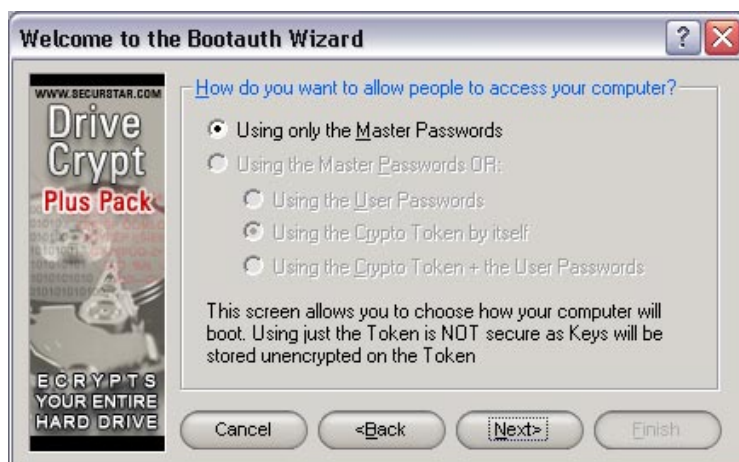 Welcome to the Bootauth Wizard
WWW.SECURSTAR.COM
Drive
Crypt
Plus Pack
ECRYPTS
YOUR ENTIRE
HARD DRIVE
How do you want to allow people to access your computer?
Using only the Master Passwords
Using the Master Passwords OR:
Using the User Passwords
Using the Crypto Token by itself
Using the Crypto Token + the User Passwords
This screen allows you to choose how your computer will
boot. Using just the Token is NOT secure as Keys will be
stored unencrypted on the Token
Cancel
<Back
Next>
Finish